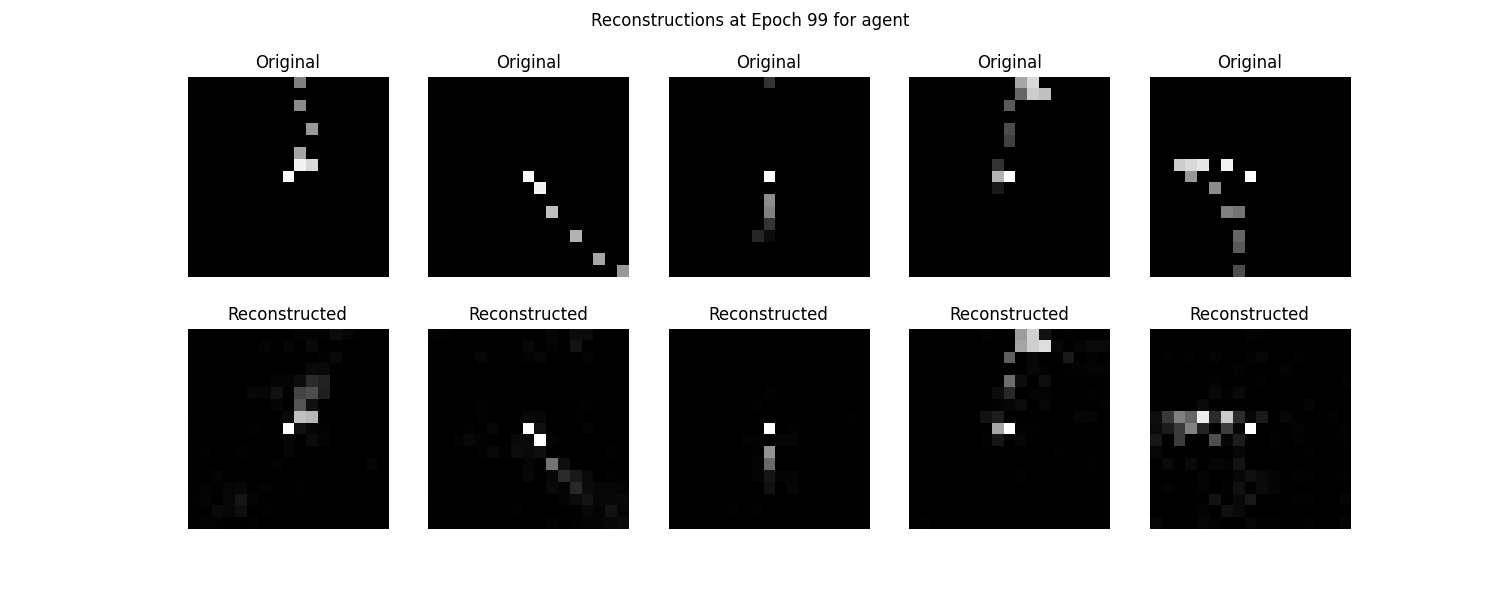 Reconstructions at Epoch 99 for agent
Original Original Original Original Original
Reconstructed Reconstructed Reconstructed Reconstructed Reconstructed